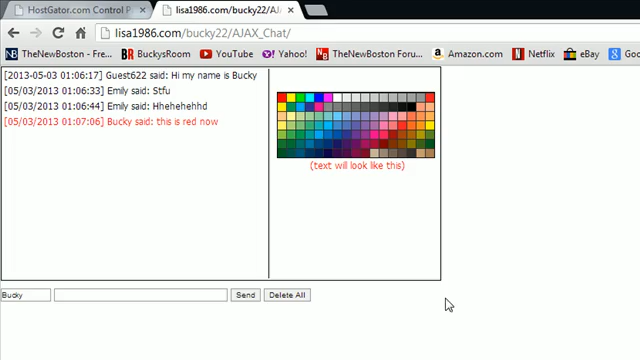 HostGator.com Control P
lisa1986.com/bucky22/AJ
lisa1986.com/bucky22/AJAX_Chat/
TheNewBoston - Free...
BuckysRoom
YouTube
Yahoo!
TheNewBoston Forum...
Amazon.com
Netflix
eBay
Goo
[2013-05-03 01:06:17] Guest622 said: Hi my name is Bucky
[05/03/2013 01:06:33] Emily said: Stfu
[05/03/2013 01:06:44] Emily said: Hhehehehhd
[05/03/2013 01:07:06] Bucky said: this is red now
(text will look like this)
Bucky
Send
Delete All